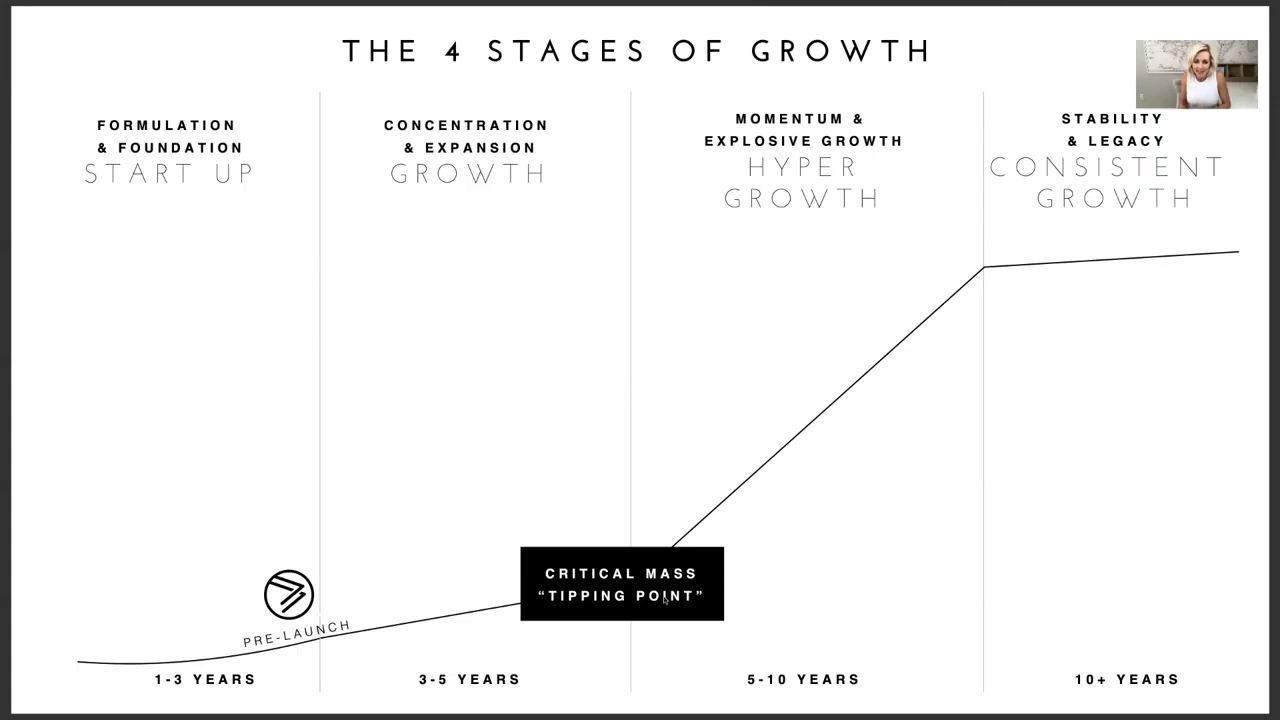 THE 4 STAGES OF GROWTH
FORMULATION
& FOUNDATION
START UP
CONCENTRATION
& EXPANSION
GROWTH
MOMENTUM &
EXPLOSIVE GROWTH
HYPER
GROWTH
STABILITY
& LEGACY
CONSISTENT
GROWTH
CRITICAL MASS
“TIPPING POINT”
PRE-LAUNCH
1-3 YEARS
3-5 YEARS
5-10 YEARS
10+ YEARS